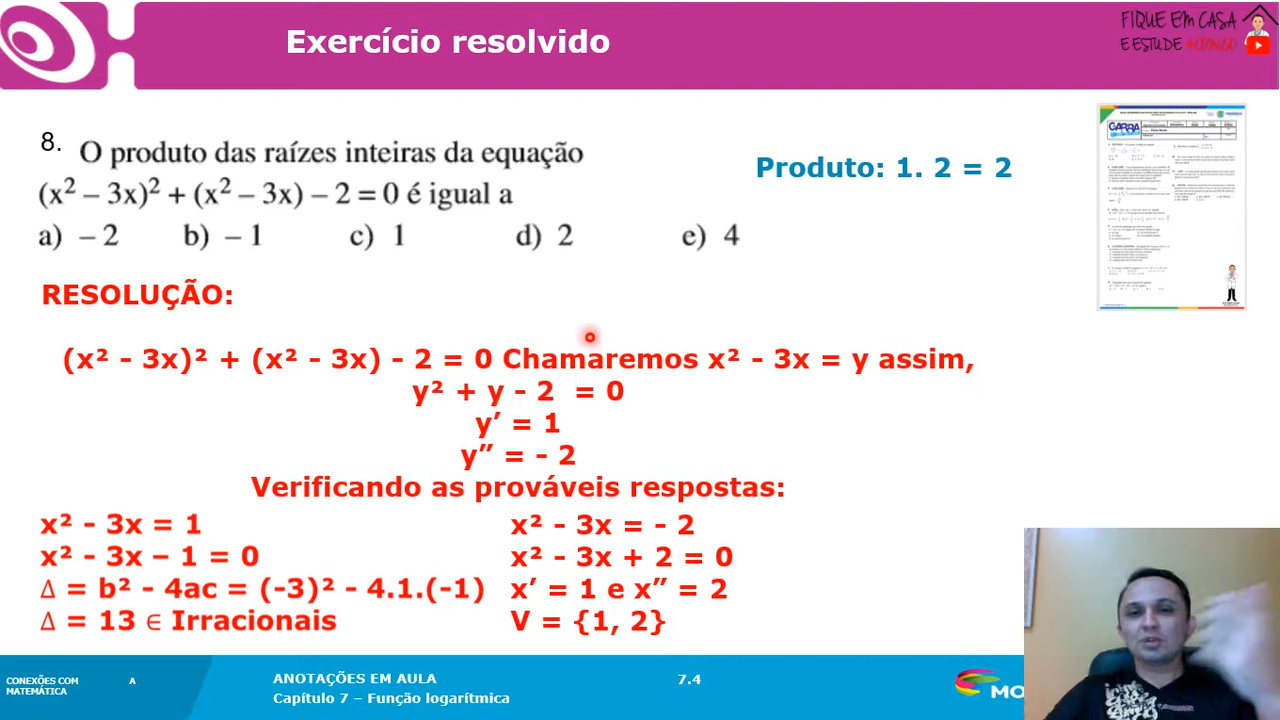 Exercício resolvido
FIQUE EM CASA
E ESTUDE HIDALGO
8. O produto das raízes inteiras da equação
(x² – 3x)² + (x² – 3x) – 2 = 0 é igual a
a) – 2 b) – 1 c) 1 d) 2 e) 4
Produto: 1. 2 = 2
GARRA
RESOLUÇÃO:
(x² - 3x)² + (x² - 3x) - 2 = 0 Chamaremos x² - 3x = y assim,
y² + y - 2 = 0
y’ = 1
y” = - 2
Verificando as prováveis respostas:
x² - 3x = 1
x² - 3x – 1 = 0
Δ = b² - 4ac = (-3)² - 4.1.(-1)
Δ = 13 ∈ Irracionais
x² - 3x = - 2
x² - 3x + 2 = 0
x’ = 1 e x” = 2
V = {1, 2}
CONEXÕES COM A
MATEMÁTICA
ANOTAÇÕES EM AULA
Capítulo 7 – Função logarítmica
7.4
MO